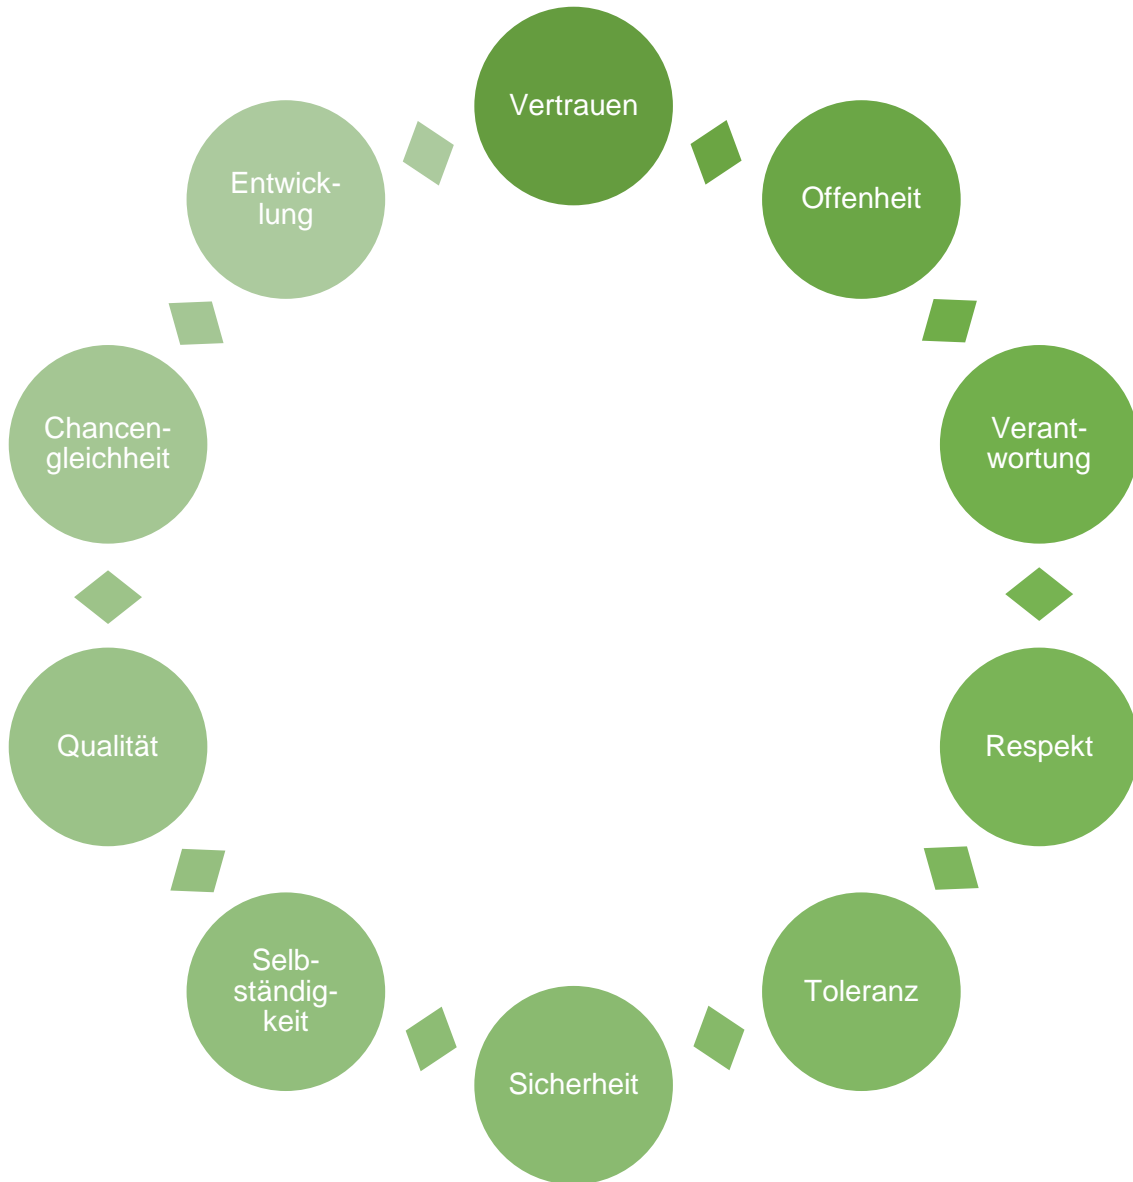 Vertrauen
Offenheit
Verant-
wortung
Respekt
Toleranz
Sicherheit
Selb-
ständig-
keit
Qualität
Chancen-
gleichheit
Entwick-
lung